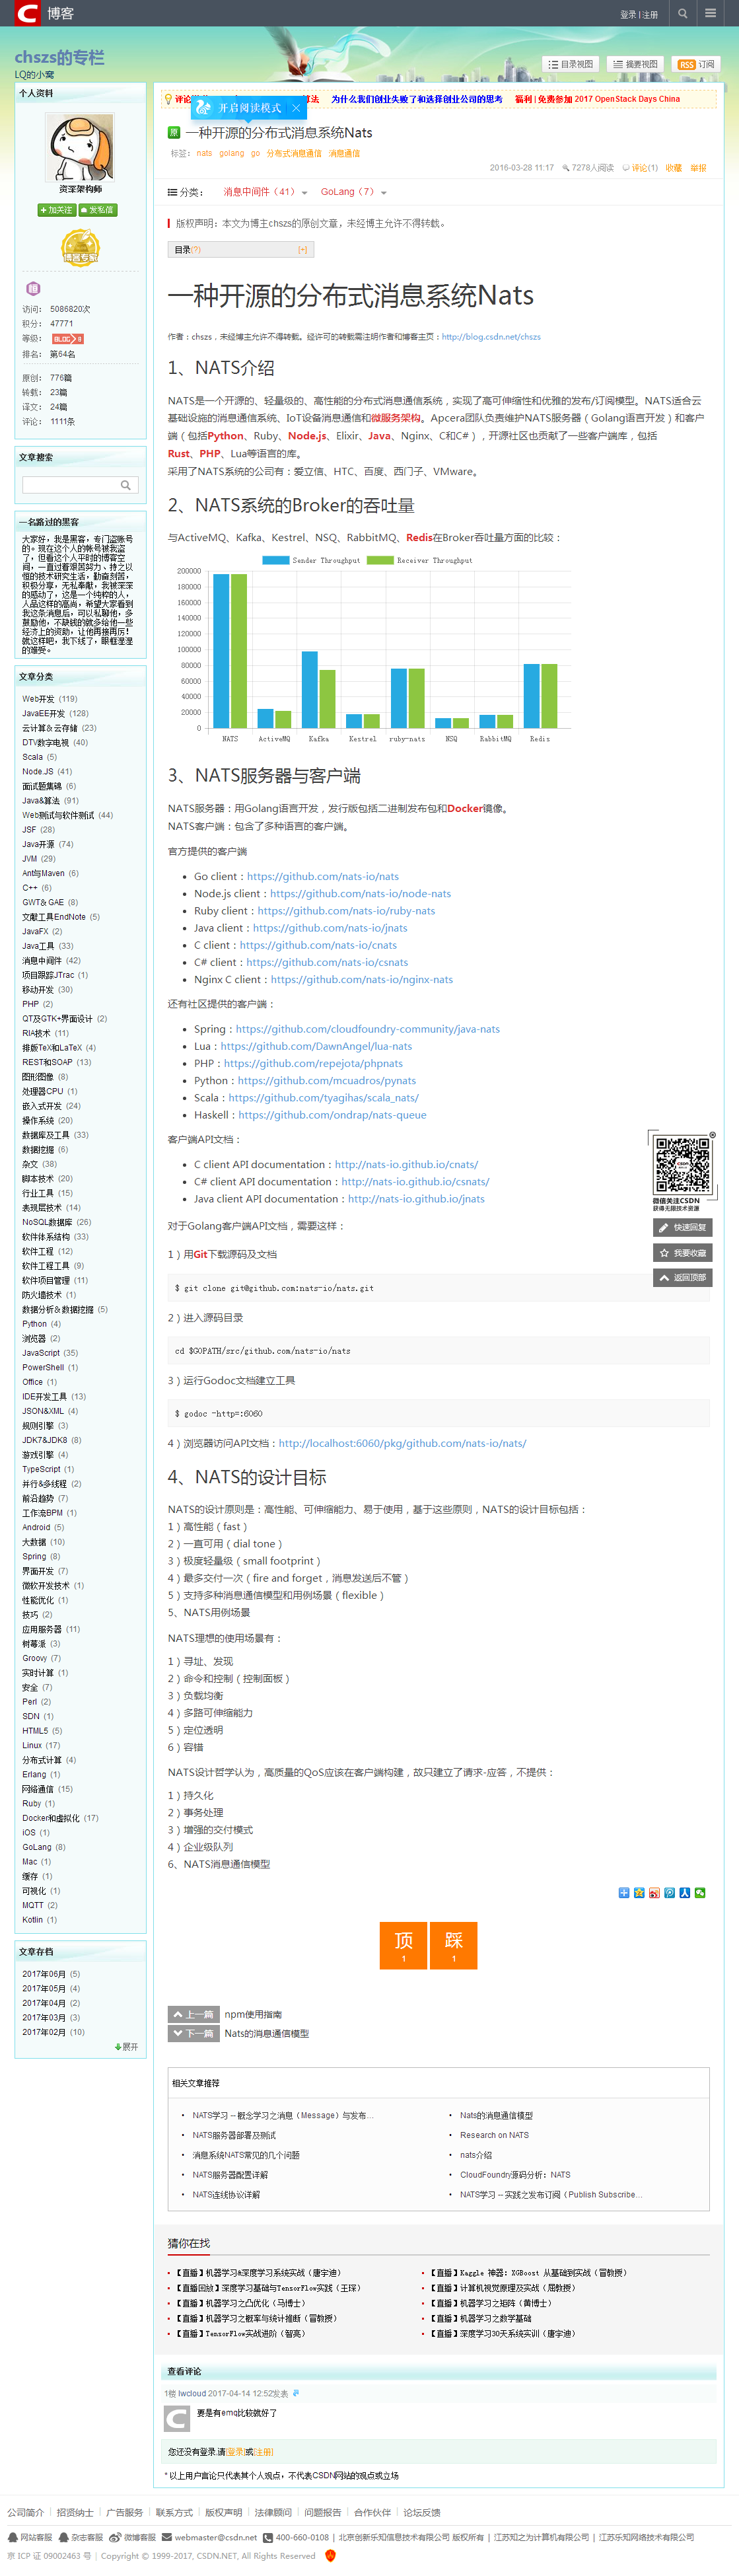 博客
登录 | 注册
chszs的专栏
LQ的小窝
目录视图
摘要视图
RSS 订阅
个人资料
资深架构师
加关注
发私信
访问： 5086820次
积分： 47771
等级： BLOG 8
排名： 第64名
原创： 776篇
转载： 23篇
译文： 24篇
评论： 1111条
文章搜索
一名路过的黑客
大家好，我是黑客，专门盗账号
的。现在这个人的帐号被我盗
了，但看这个人平时的博客空
间，一直过着艰苦努力、持之以
恒的技术研究生活，勤奋刻苦，
积极分享，无私奉献，我被深深
的感动了，这是一个纯粹的人，
人品这样的高尚，希望大家看到
我这条消息后，可以私聊他，多
鼓励他，不缺钱的就多给他一些
经济上的资助，让他再接再厉！
就这样吧，我下线了，眼框湿湿
的难受。
文章分类
Web开发 (119)
JavaEE开发 (128)
云计算&云存储 (23)
DTV数字电视 (40)
Scala (5)
Node.JS (41)
面试题集锦 (6)
Java&算法 (91)
Web测试与软件测试 (44)
JSF (28)
Java开源 (74)
JVM (29)
Ant与Maven (6)
C++ (6)
GWT& GAE (8)
文献工具EndNote (5)
JavaFX (2)
Java工具 (33)
消息中间件 (42)
项目跟踪JTrac (1)
移动开发 (30)
PHP (2)
QT及GTK+界面设计 (2)
RIA技术 (11)
排版TeX和LaTeX (4)
REST和SOAP (13)
图形图像 (8)
处理器CPU (1)
嵌入式开发 (24)
操作系统 (20)
数据库及工具 (33)
数据挖掘 (6)
杂文 (38)
脚本技术 (20)
行业工具 (15)
表现层技术 (14)
NoSQL数据库 (26)
软件体系结构 (33)
软件工程 (12)
软件工程工具 (9)
软件项目管理 (11)
防火墙技术 (1)
数据分析&数据挖掘 (5)
Python (4)
浏览器 (2)
JavaScript (35)
PowerShell (1)
Office (1)
IDE开发工具 (13)
JSON&XML (4)
规则引擎 (3)
JDK7&JDK8 (8)
游戏引擎 (4)
TypeScript (1)
并行&多线程 (2)
前沿趋势 (7)
工作流BPM (1)
Android (5)
大数据 (10)
Spring (8)
界面开发 (7)
微软开发技术 (1)
性能优化 (1)
技巧 (2)
应用服务器 (11)
树莓派 (3)
Groovy (7)
实时计算 (1)
安全 (7)
Perl (2)
SDN (1)
HTML5 (5)
Linux (17)
分布式计算 (4)
Erlang (1)
网络通信 (15)
Ruby (1)
Docker和虚拟化 (17)
iOS (1)
GoLang (8)
Mac (1)
缓存 (1)
可视化 (1)
MQTT (2)
Kotlin (1)
文章存档
2017年06月 (5)
2017年05月 (4)
2017年04月 (2)
2017年03月 (3)
2017年02月 (10)
展开
评论
算法
为什么我们创业失败了和选择创业公司的思考
福利 | 免费参加 2017 OpenStack Days China
开启阅读模式
原 一种开源的分布式消息系统Nats
标签： nats golang go 分布式消息通信 消息通信
2016-03-28 11:17 7278人阅读 评论(1) 收藏 举报
分类： 消息中间件（41） GoLang（7）
版权声明：本文为博主chszs的原创文章，未经博主允许不得转载。
目录(?) [+]
一种开源的分布式消息系统Nats
作者：chszs，未经博主允许不得转载。经许可的转载需注明作者和博客主页：http://blog.csdn.net/chszs
1、NATS介绍
NATS是一个开源的、轻量级的、高性能的分布式消息通信系统，实现了高可伸缩性和优雅的发布/订阅模型。NATS适合云
基础设施的消息通信系统、IoT设备消息通信和微服务架构。Apcera团队负责维护NATS服务器（Golang语言开发）和客户
端（包括Python、Ruby、Node.js、Elixir、Java、Nginx、C和C#），开源社区也贡献了一些客户端库，包括
Rust、PHP、Lua等语言的库。
采用了NATS系统的公司有：爱立信、HTC、百度、西门子、VMware。
2、NATS系统的Broker的吞吐量
与ActiveMQ、Kafka、Kestrel、NSQ、RabbitMQ、Redis在Broker吞吐量方面的比较：
Sender Throughput
Receiver Throughput
200000
180000
160000
140000
120000
100000
80000
60000
40000
20000
0
NATS
ActiveMQ
Kafka
Kestrel
ruby-nats
NSQ
RabbitMQ
Redis
3、NATS服务器与客户端
NATS服务器：用Golang语言开发，发行版包括二进制发布包和Docker镜像。
NATS客户端：包含了多种语言的客户端。
官方提供的客户端
• Go client：https://github.com/nats-io/nats
• Node.js client：https://github.com/nats-io/node-nats
• Ruby client：https://github.com/nats-io/ruby-nats
• Java client：https://github.com/nats-io/jnats
• C client：https://github.com/nats-io/cnats
• C# client：https://github.com/nats-io/csnats
• Nginx C client：https://github.com/nats-io/nginx-nats
还有社区提供的客户端：
• Spring：https://github.com/cloudfoundry-community/java-nats
• Lua：https://github.com/DawnAngel/lua-nats
• PHP：https://github.com/repejota/phpnats
• Python：https://github.com/mcuadros/pynats
• Scala：https://github.com/tyagihas/scala_nats/
• Haskell：https://github.com/ondrap/nats-queue
客户端API文档：
• C client API documentation：http://nats-io.github.io/cnats/
• C# client API documentation：http://nats-io.github.io/csnats/
• Java client API documentation：http://nats-io.github.io/jnats
对于Golang客户端API文档，需要这样：
1）用Git下载源码及文档
$ git clone git@github.com:nats-io/nats.git
2）进入源码目录
cd $GOPATH/src/github.com/nats-io/nats
3）运行Godoc文档建立工具
$ godoc -http=:6060
4）浏览器访问API文档：http://localhost:6060/pkg/github.com/nats-io/nats/
4、NATS的设计目标
NATS的设计原则是：高性能、可伸缩能力、易于使用，基于这些原则，NATS的设计目标包括：
1）高性能（fast）
2）一直可用（dial tone）
3）极度轻量级（small footprint）
4）最多交付一次（fire and forget，消息发送后不管）
5）支持多种消息通信模型和用例场景（flexible）
5、NATS用例场景
NATS理想的使用场景有：
1）寻址、发现
2）命令和控制（控制面板）
3）负载均衡
4）多路可伸缩能力
5）定位透明
6）容错
NATS设计哲学认为，高质量的QoS应该在客户端构建，故只建立了请求-应答，不提供：
1）持久化
2）事务处理
3）增强的交付模式
4）企业级队列
6、NATS消息通信模型
顶
1
踩
1
上一篇 npm使用指南
下一篇 Nats的消息通信模型
相关文章推荐
• NATS学习 -- 概念学习之消息（Message）与发布...
• Nats的消息通信模型
• NATS服务器部署及测试
• Research on NATS
• 消息系统NATS常见的几个问题
• nats介绍
• NATS服务器配置详解
• CloudFoundry源码分析：NATS
• NATS连线协议详解
• NATS学习 -- 实践之发布订阅（Publish Subscribe...
猜你在找
【直播】机器学习&深度学习系统实战（唐宇迪）
【直播】Kaggle 神器：XGBoost 从基础到实战（冒教授）
【直播回放】深度学习基础与TensorFlow实践（王琛）
【直播】计算机视觉原理及实战（屈教授）
【直播】机器学习之凸优化（马博士）
【直播】机器学习之矩阵（黄博士）
【直播】机器学习之概率与统计推断（冒教授）
【直播】机器学习之数学基础
【直播】TensorFlow实战进阶（智亮）
【直播】深度学习30天系统实训（唐宇迪）
查看评论
1楼 lwcloud 2017-04-14 12:52发表
要是有emq比较就好了
您还没有登录,请[登录]或[注册]
* 以上用户言论只代表其个人观点，不代表CSDN网站的观点或立场
微信关注CSDN
获得无限技术资源
快速回复
我要收藏
返回顶部
公司简介 | 招贤纳士 | 广告服务 | 联系方式 | 版权声明 | 法律顾问 | 问题报告 | 合作伙伴 | 论坛反馈
网站客服 杂志客服 微博客服 webmaster@csdn.net 400-660-0108 | 北京创新乐知信息技术有限公司 版权所有 | 江苏知之为计算机有限公司 | 江苏乐知网络技术有限公司
京 ICP 证 09002463 号 | Copyright © 1999-2017, CSDN.NET, All Rights Reserved